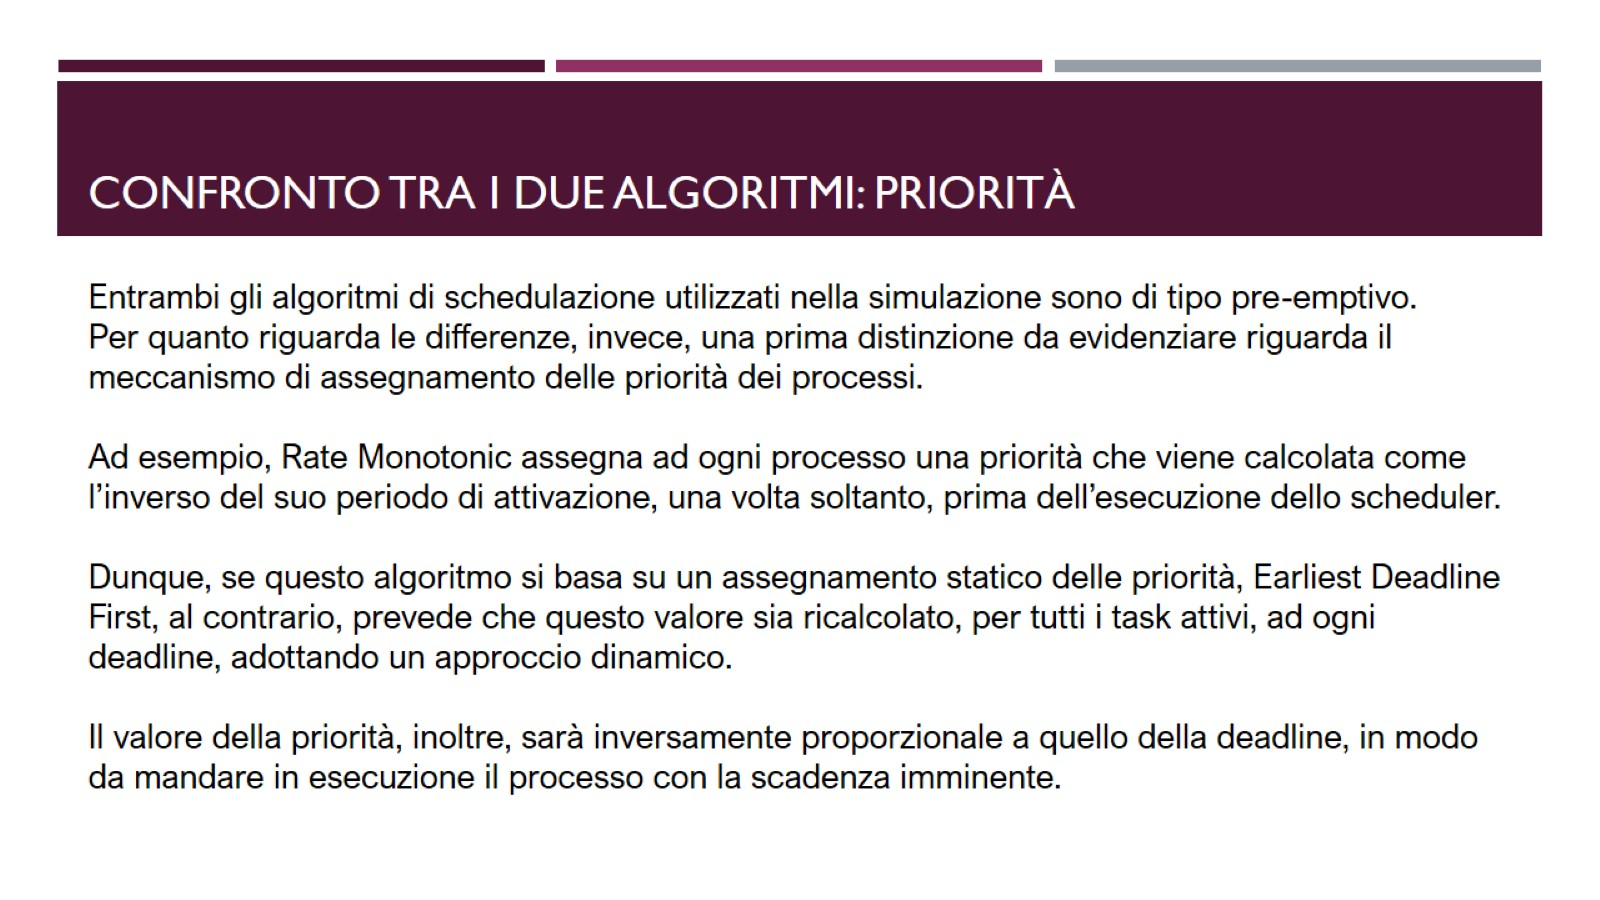 CONFRONTO TRA I DUE ALGORITMI: PRIORITÀ
Entrambi gli algoritmi di schedulazione utilizzati nella simulazione sono di tipo pre-emptivo.
Per quanto riguarda le differenze, invece, una prima distinzione da evidenziare riguarda il
meccanismo di assegnamento delle priorità dei processi.
Ad esempio, Rate Monotonic assegna ad ogni processo una priorità che viene calcolata come
l’inverso del suo periodo di attivazione, una volta soltanto, prima dell’esecuzione dello scheduler.
Dunque, se questo algoritmo si basa su un assegnamento statico delle priorità, Earliest Deadline
First, al contrario, prevede che questo valore sia ricalcolato, per tutti i task attivi, ad ogni
deadline, adottando un approccio dinamico.
Il valore della priorità, inoltre, sarà inversamente proporzionale a quello della deadline, in modo
da mandare in esecuzione il processo con la scadenza imminente.